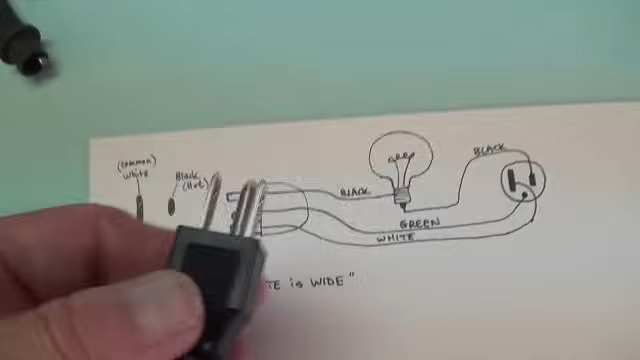 (common)
white
Black
(Hot)
BLACK
BLACK
GREEN
WHITE
is WIDE"